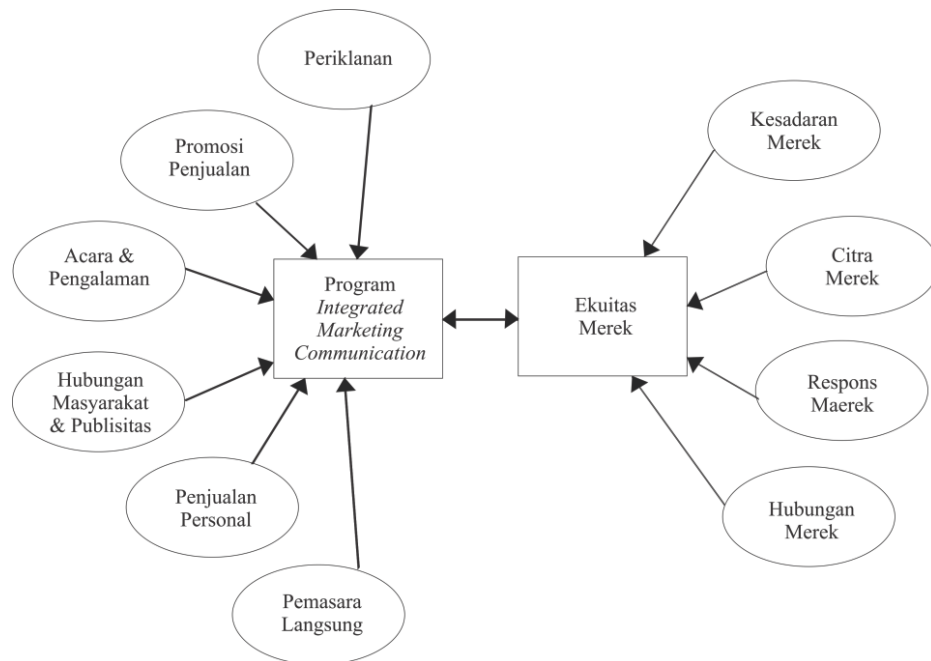 Periklanan
Promosi
Penjualan
Acara &
Pengalaman
Hubungan
Masyarakat
& Publisitas
Penjualan
Personal
Pemasara
Langsung
Program
Integrated
Marketing
Communication
Ekuitas
Merek
Kesadaran
Merek
Citra
Merek
Respons
Maerek
Hubungan
Merek